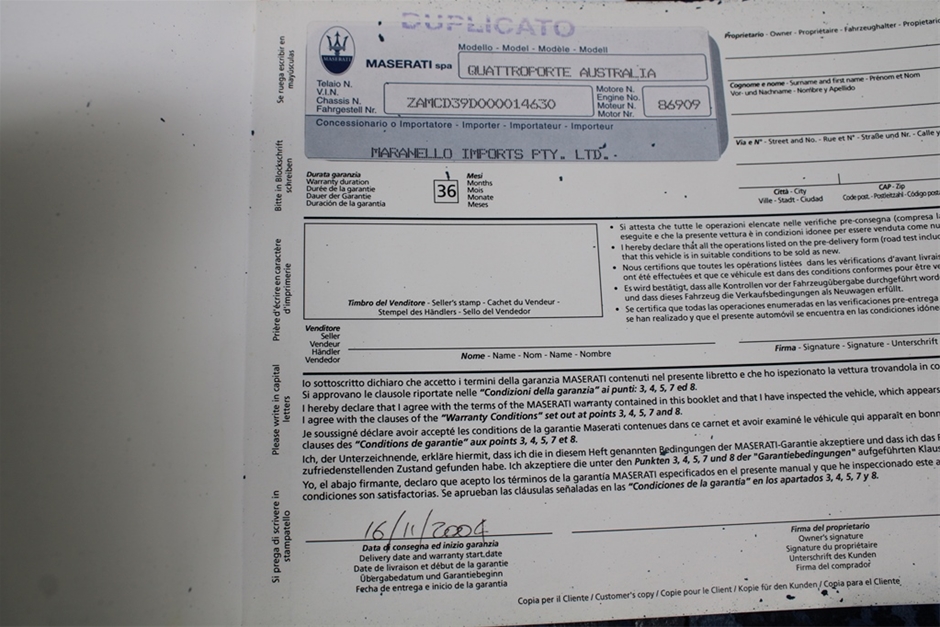 DUPLICATO
MASERATI
MASERATI spa
Modello - Model - Modèle - Modell
QUATTROPORTE AUSTRALIA
Telaio N.
V.I.N.
Chassis N.
Fahrgestell Nr.
ZAMCD39D000014630
Motore N.
Engine No.
Moteur N.
Motor Nr.
86909
Concessionario o Importatore - Importer - Importateur - Importeur
MARANELLO IMPORTS PTY. LTD.
Proprietario - Owner - Propriétaire - Fahrzeughalter - Propietario
Cognome e nome - Surname and first name - Prénom et Nom
Vor- und Nachname - Nombre y Apellido
Via e N° - Street and No. - Rue et N° - Straße und Nr. - Calle y
Città - City
Ville - Stadt - Ciudad
CAP - Zip
Code post. - Postleitzahl - Código post.
Durata garanzia
Warranty duration
Durée de la garantie
Dauer der Garantie
Duración de la garantía
36
Mesi
Months
Mois
Monate
Meses
Timbro del Venditore - Seller's stamp - Cachet du Vendeur -
Stempel des Händlers - Sello del Vendedor
• Si attesta che tutte le operazioni elencate nelle verifiche pre-consegna (compresa
eseguite e che la presente vettura è in condizioni idonee per essere venduta come
• I hereby declare that all the operations listed on the pre-delivery form (road test
that this vehicle is in suitable conditions to be sold as new.
• Nous certifions que toutes les opérations listées dans les vérifications d'avant
ont été effectuées et que ce véhicule est dans des conditions conformes pour être
• Es wird bestätigt, dass alle Kontrollen vor der Fahrzeugübergabe durchgeführt
und dass dieses Fahrzeug die Verkaufsbedingungen als Neuwagen erfüllt.
• Se certifica que todas las operaciones enumeradas en las verificaciones pre-entrega
se han realizado y que el presente automóvil se encuentra en las condiciones
Venditore
Seller
Vendeur
Händler
Vendedor
Nome - Name - Nom - Name - Nombre
Firma - Signature - Signature - Unterschrift
Io sottoscritto dichiaro che accetto i termini della garanzia MASERATI contenuti nel presente libretto e che ho ispezionato la vettura trovandola in
Si approvano le clausole riportate nelle "Condizioni della garanzia" ai punti: 3, 4, 5, 7 ed 8.
I hereby declare that I agree with the terms of the MASERATI warranty contained in this booklet and that I have inspected the vehicle, which appears
I agree with the clauses of the "Warranty Conditions" set out at points 3, 4, 5, 7 and 8.
Je soussigné déclare avoir accepté les conditions de la garantie Maserati contenues dans ce carnet et avoir examiné le véhicule qui apparaît en
clauses des "Conditions de garantie" aux points 3, 4, 5, 7 et 8.
Ich, der Unterzeichnende, erkläre hiermit, dass ich die in diesem Heft genannten Bedingungen der MASERATI-Garantie akzeptiere und dass ich das
zufriedenstellenden Zustand gefunden habe. Ich akzeptiere die unter den Punkten 3, 4, 5, 7 und 8 der "Garantiebedingungen" aufgeführten
Yo, el abajo firmante, declaro que acepto los términos de la garantía MASERATI especificados en el presente manual y que he inspeccionado este
condiciones son satisfactorias. Se aprueban las cláusulas señaladas en las "Condiciones de la garantía" en los apartados 3, 4, 5, 7 y 8.
16/11/2004
Data di consegna ed inizio garanzia
Delivery date and warranty start date
Date de livraison et début de la garantie
Übergabedatum und Garantiebeginn
Fecha de entrega e inicio de la garantía
Firma del proprietario
Owner's signature
Signature du propriétaire
Unterschrift des Kunden
Firma del comprador
Copia per il Cliente / Customer's copy / Copie pour le Client / Kopie für den Kunden / Copia para el Cliente
Se ruega escribir en
mayúsculas
Bitte in Blockschrift
schreiben
Prière d'écrire en caractère
d'imprimerie
Please write in capital
letters
Si prega di scrivere in
stampatello